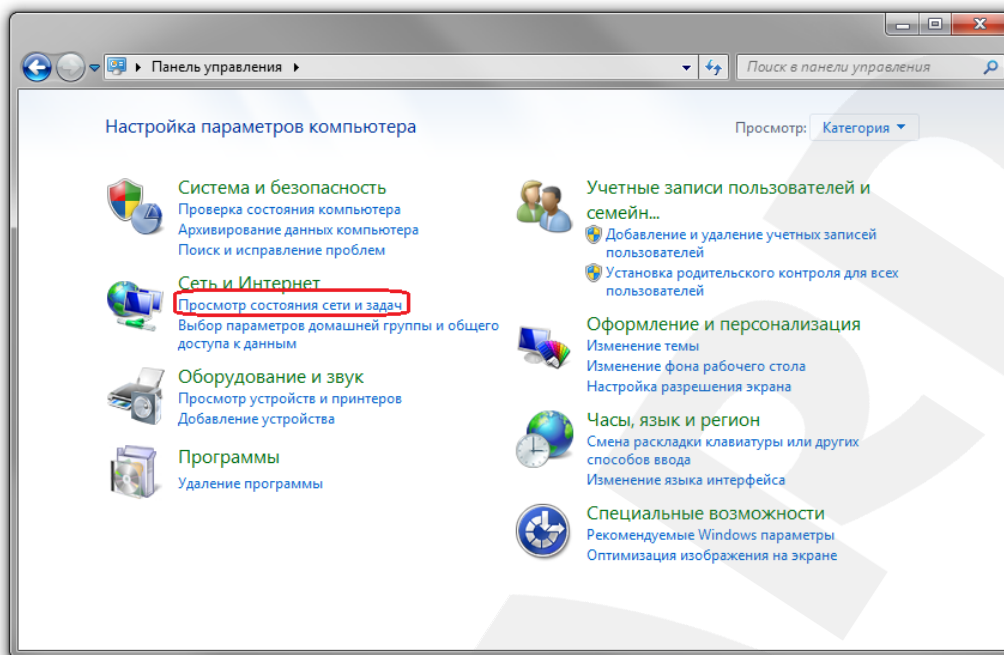 Панель управления
Поиск в панели управления
Настройка параметров компьютера
Просмотр: Категория
Система и безопасность
Проверка состояния компьютера
Архивирование данных компьютера
Поиск и исправление проблем
Сеть и Интернет
Просмотр состояния сети и задач
Выбор параметров домашней группы и общего
доступа к данным
Оборудование и звук
Просмотр устройств и принтеров
Добавление устройства
Программы
Удаление программы
Учетные записи пользователей и
семейн...
Добавление и удаление учетных записей
пользователей
Установка родительского контроля для всех
пользователей
Оформление и персонализация
Изменение темы
Изменение фона рабочего стола
Настройка разрешения экрана
Часы, язык и регион
Смена раскладки клавиатуры или других
способов ввода
Изменение языка интерфейса
Специальные возможности
Рекомендуемые Windows параметры
Оптимизация изображения на экране